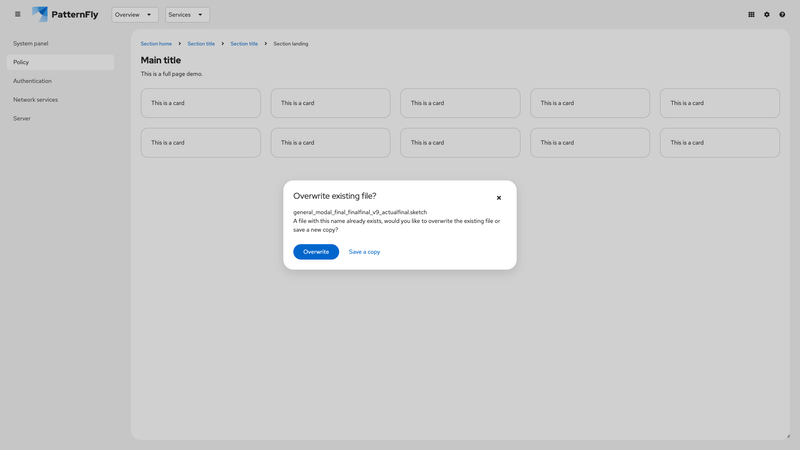 PatternFly
Overview
Services
System panel
Policy
Authentication
Network services
Server
Section home > Section title > Section title > Section landing
Main title
This is a full page demo.
This is a card This is a card This is a card This is a card This is a card
This is a card This is a card This is a card This is a card This is a card
Overwrite existing file?
general_modal_final_finalfinal_v9_actualfinal.sketch
A file with this name already exists, would you like to overwrite the existing file or
save a new copy?
Overwrite
Save a copy